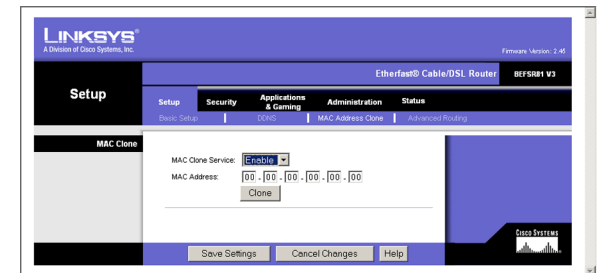 LINKSYS®
A Division of Cisco Systems, Inc.
Firmware Version: 2.45
Etherfast® Cable/DSL Router
BEFSR81 V3
Setup
Setup Security Applications & Gaming Administration Status
Basic Setup DDNS MAC Address Clone Advanced Routing
MAC Clone
MAC Clone Service: Enable
MAC Address: 00 - 00 - 00 - 00 - 00 - 00
Clone
CISCO SYSTEMS
Save Settings Cancel Changes Help